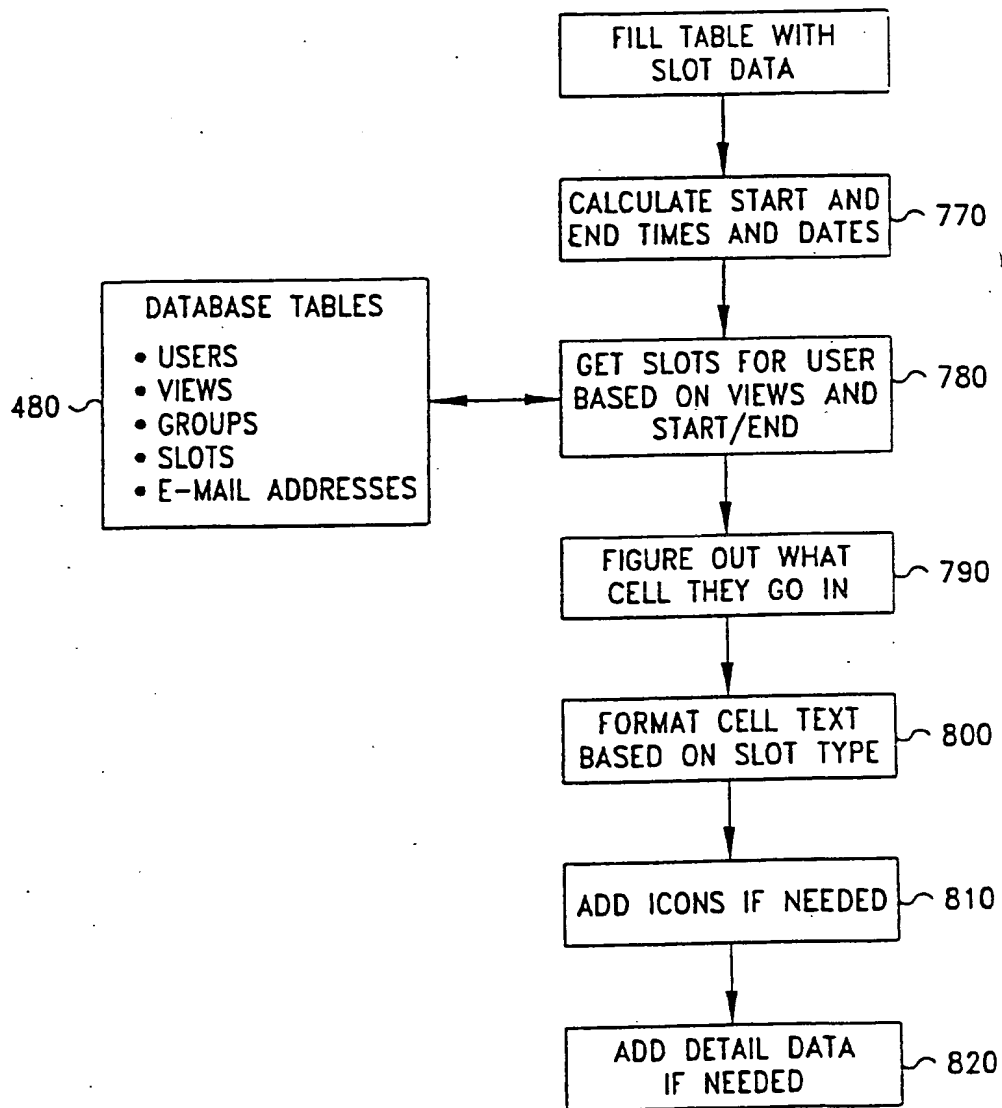 FILL TABLE WITH
SLOT DATA
CALCULATE START AND
END TIMES AND DATES
770
DATABASE TABLES
• USERS
• VIEWS
• GROUPS
• SLOTS
• E-MAIL ADDRESSES
480
GET SLOTS FOR USER
BASED ON VIEWS AND
START/END
780
FIGURE OUT WHAT
CELL THEY GO IN
790
FORMAT CELL TEXT
BASED ON SLOT TYPE
800
ADD ICONS IF NEEDED
810
ADD DETAIL DATA
IF NEEDED
820